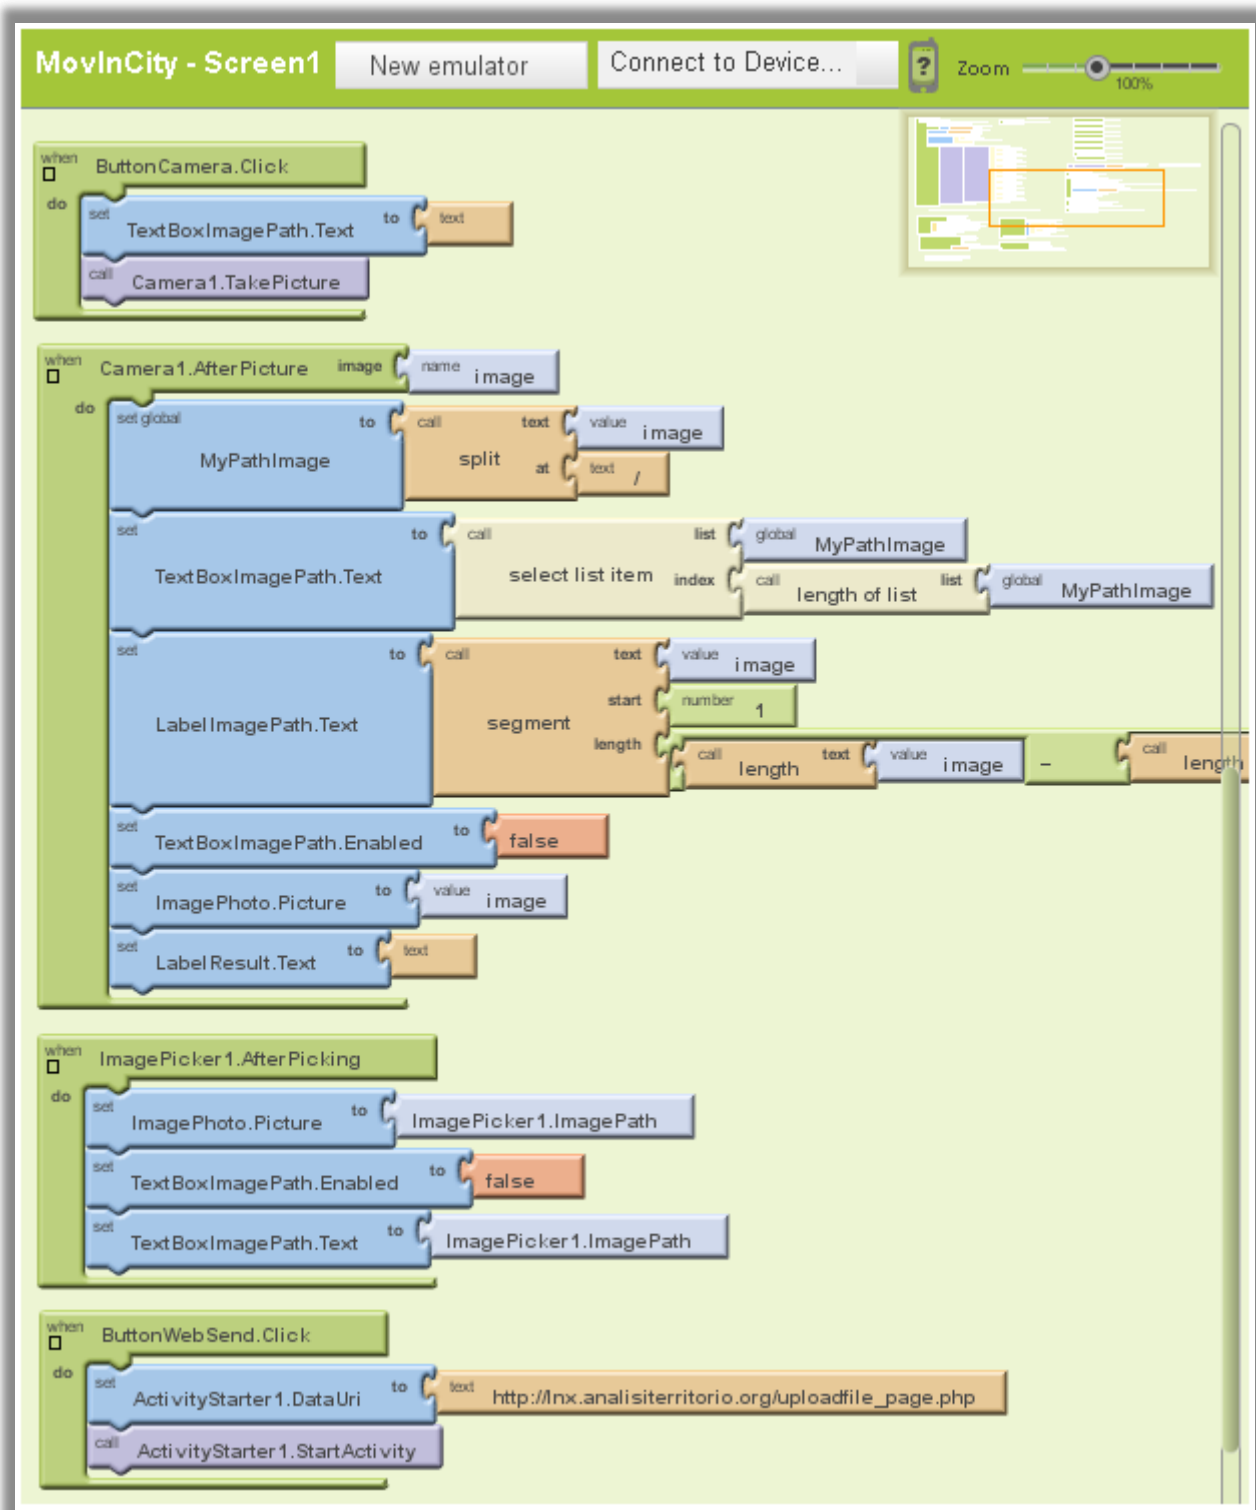 MovInCity - Screen1 New emulator Connect to Device... ? Zoom 100%
when ButtonCamera.Click
do set TextBoxImagePath.Text to text
call Camera1.TakePicture
when Camera1.AfterPicture image name image
do set global MyPathImage to call split text value image
at text /
set TextBoxImagePath.Text to call select list item list global MyPathImage
index call length of list list global MyPathImage
set LabelImagePath.Text to call segment text value image
start number 1
length call length text value image - call length
set TextBoxImagePath.Enabled to false
set ImagePhoto.Picture to value image
set LabelResult.Text to text
when ImagePicker1.AfterPicking
do set ImagePhoto.Picture to ImagePicker1.ImagePath
set TextBoxImagePath.Enabled to false
set TextBoxImagePath.Text to ImagePicker1.ImagePath
when ButtonWebSend.Click
do set ActivityStarter1.DataUri to text http://lnx.analisiterritorio.org/uploadfile_page.php
call ActivityStarter1.StartActivity